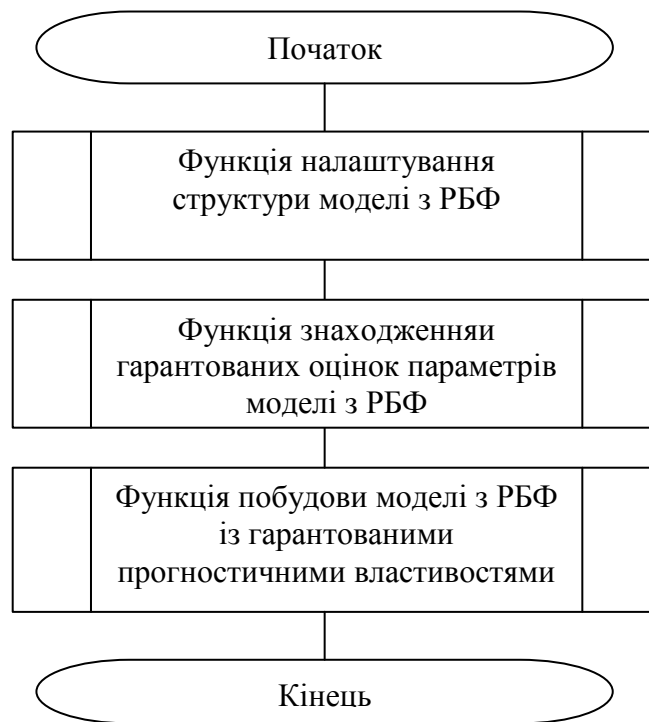 Початок
Функція налаштування
структури моделі з РБФ
Функція знаходженняи
гарантованих оцінок параметрів
моделі з РБФ
Функція побудови моделі з РБФ
із гарантованими
прогностичними властивостями
Кінець